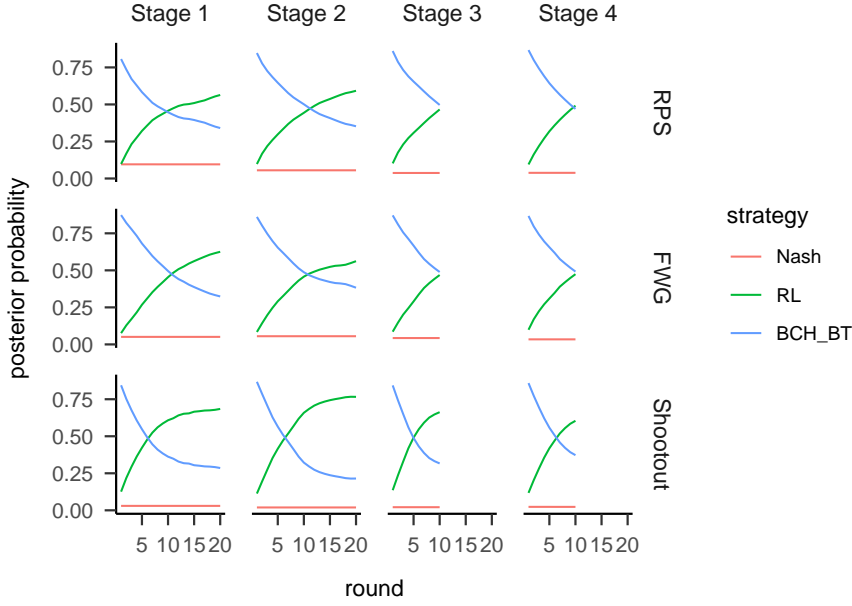 Stage 1 Stage 2 Stage 3 Stage 4
0.75
0.50
0.25
0.00
RPS
0.75
0.50
0.25
0.00
FWG
0.75
0.50
0.25
0.00
Shootout
5 10 15 20 5 10 15 20 5 10 15 20 5 10 15 20
round
posterior probability
strategy
Nash
RL
BCH_BT